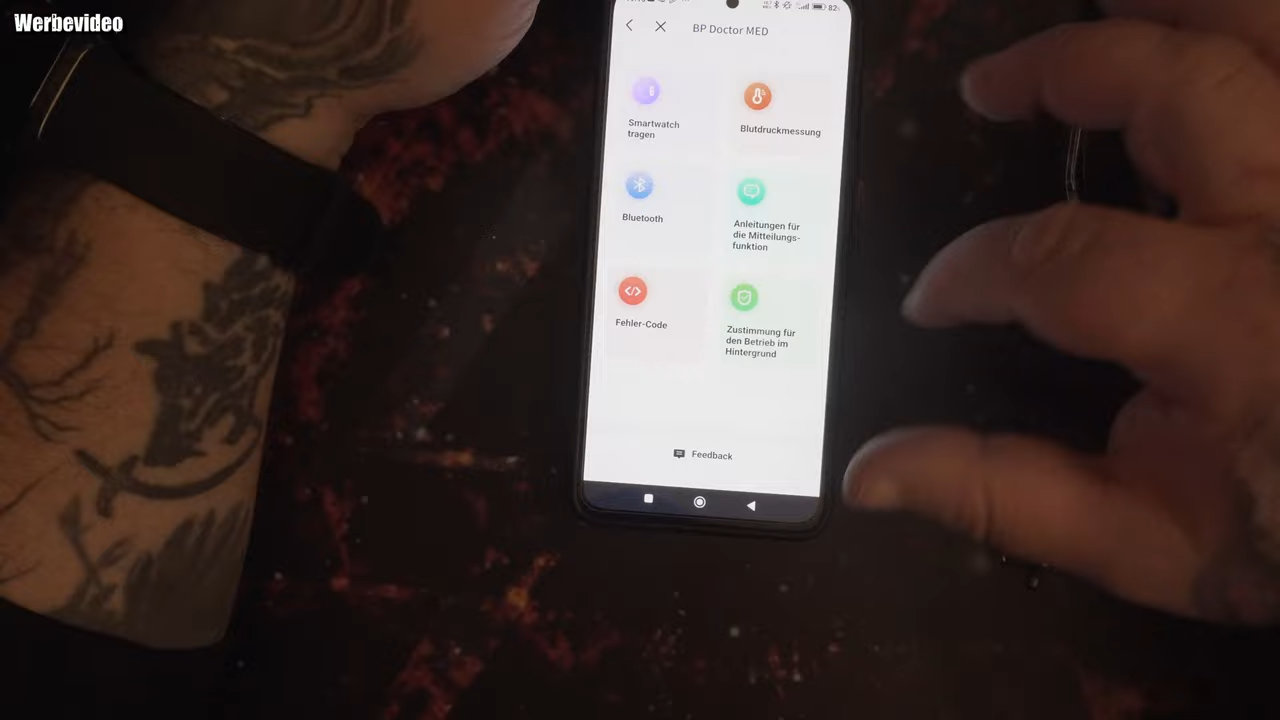 Werbevideo
82
BP Doctor MED
Smartwatch
tragen
Blutdruckmessung
Bluetooth
Anleitungen für
die Mitteilungs-
funktion
Fehler-Code
Zustimmung für
den Betrieb im
Hintergrund
Feedback